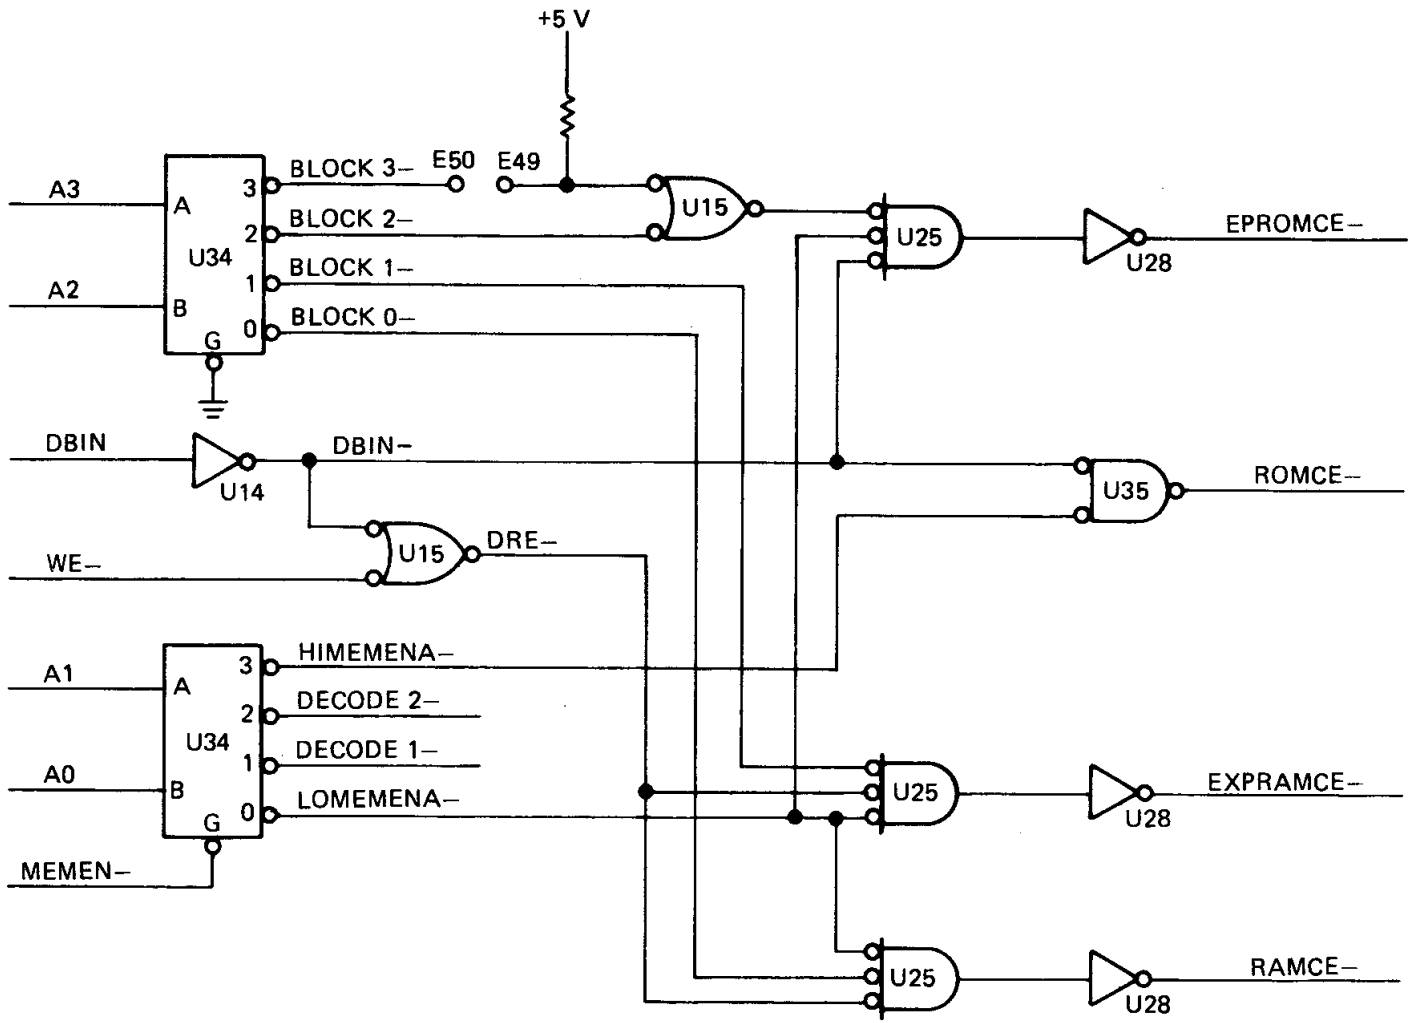 +5 V
BLOCK 3– E50 E49
A3 A 3 U15
BLOCK 2–
2 U34 U25 EPROMCE–
BLOCK 1–
U28
A2 B 1
BLOCK 0–
G 0
DBIN DBIN–
U14 U35 ROMCE–
WE– U15 DRE–
HIMEMENA–
A1 A 3
DECODE 2–
2
U34 DECODE 1–
1
A0 B LOMEMENA– U25 EXPRAMCE–
G 0 U28
MEMEN–
U25 RAMCE–
U28